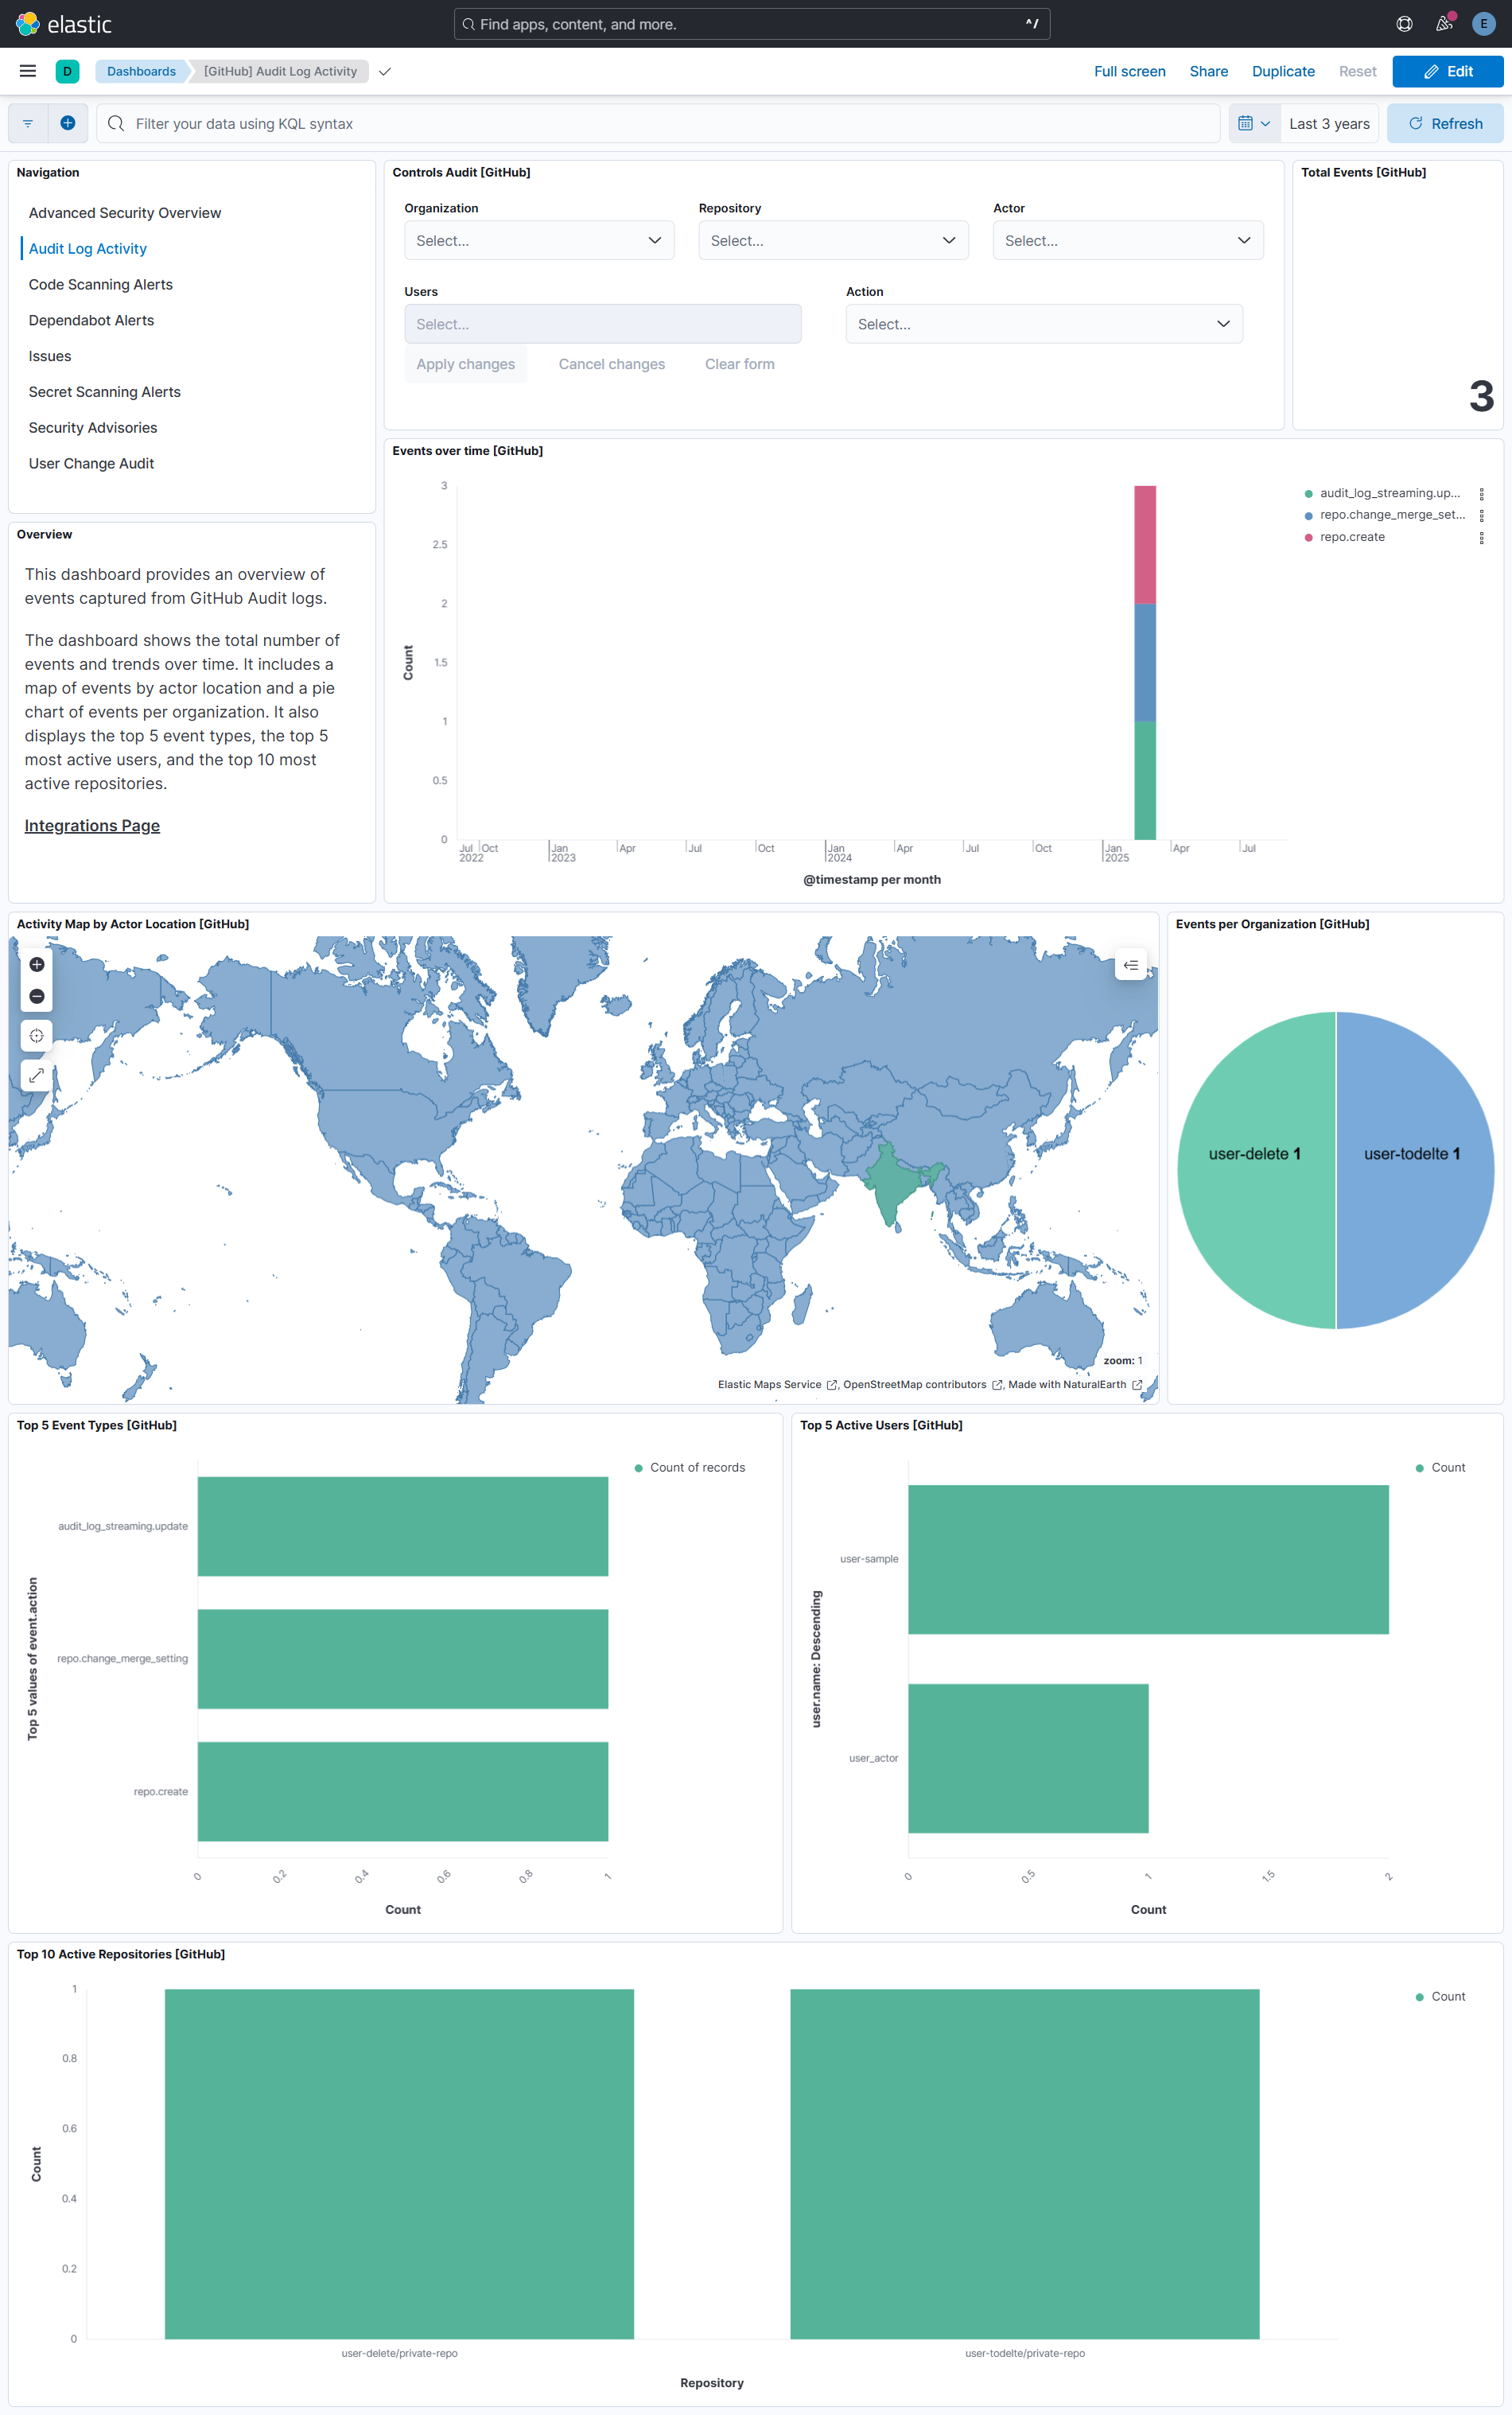 elastic
Find apps, content, and more.
^/
E
D
Dashboards
[GitHub] Audit Log Activity
Full screen
Share
Duplicate
Reset
Edit
Filter your data using KQL syntax
Last 3 years
Refresh
Navigation
Advanced Security Overview
Audit Log Activity
Code Scanning Alerts
Dependabot Alerts
Issues
Secret Scanning Alerts
Security Advisories
User Change Audit
Controls Audit [GitHub]
Organization
Select...
Repository
Select...
Actor
Select...
Users
Select...
Action
Select...
Apply changes
Cancel changes
Clear form
Total Events [GitHub]
3
Overview
This dashboard provides an overview of
events captured from GitHub Audit logs.
The dashboard shows the total number of
events and trends over time. It includes a
map of events by actor location and a pie
chart of events per organization. It also
displays the top 5 event types, the top 5
most active users, and the top 10 most
active repositories.
Integrations Page
Events over time [GitHub]
3
2.5
2
1.5
1
0.5
0
Count
Jul
2022
Oct
Jan
2023
Apr
Jul
Oct
Jan
2024
Apr
Jul
Oct
Jan
2025
Apr
Jul
@timestamp per month
audit_log_streaming.up...
repo.change_merge_set...
repo.create
Activity Map by Actor Location [GitHub]
zoom: 1
Elastic Maps Service , OpenStreetMap contributors , Made with NaturalEarth
Events per Organization [GitHub]
user-delete 1
user-todelte 1
Top 5 Event Types [GitHub]
Count of records
Top 5 values of event.action
audit_log_streaming.update
repo.change_merge_setting
repo.create
0
0.2
0.4
0.6
0.8
1
Count
Top 5 Active Users [GitHub]
Count
user.name: Descending
user-sample
user_actor
0
0.5
1
1.5
2
Count
Top 10 Active Repositories [GitHub]
Count
1
0.8
0.6
0.4
0.2
0
Count
user-delete/private-repo
user-todelte/private-repo
Repository